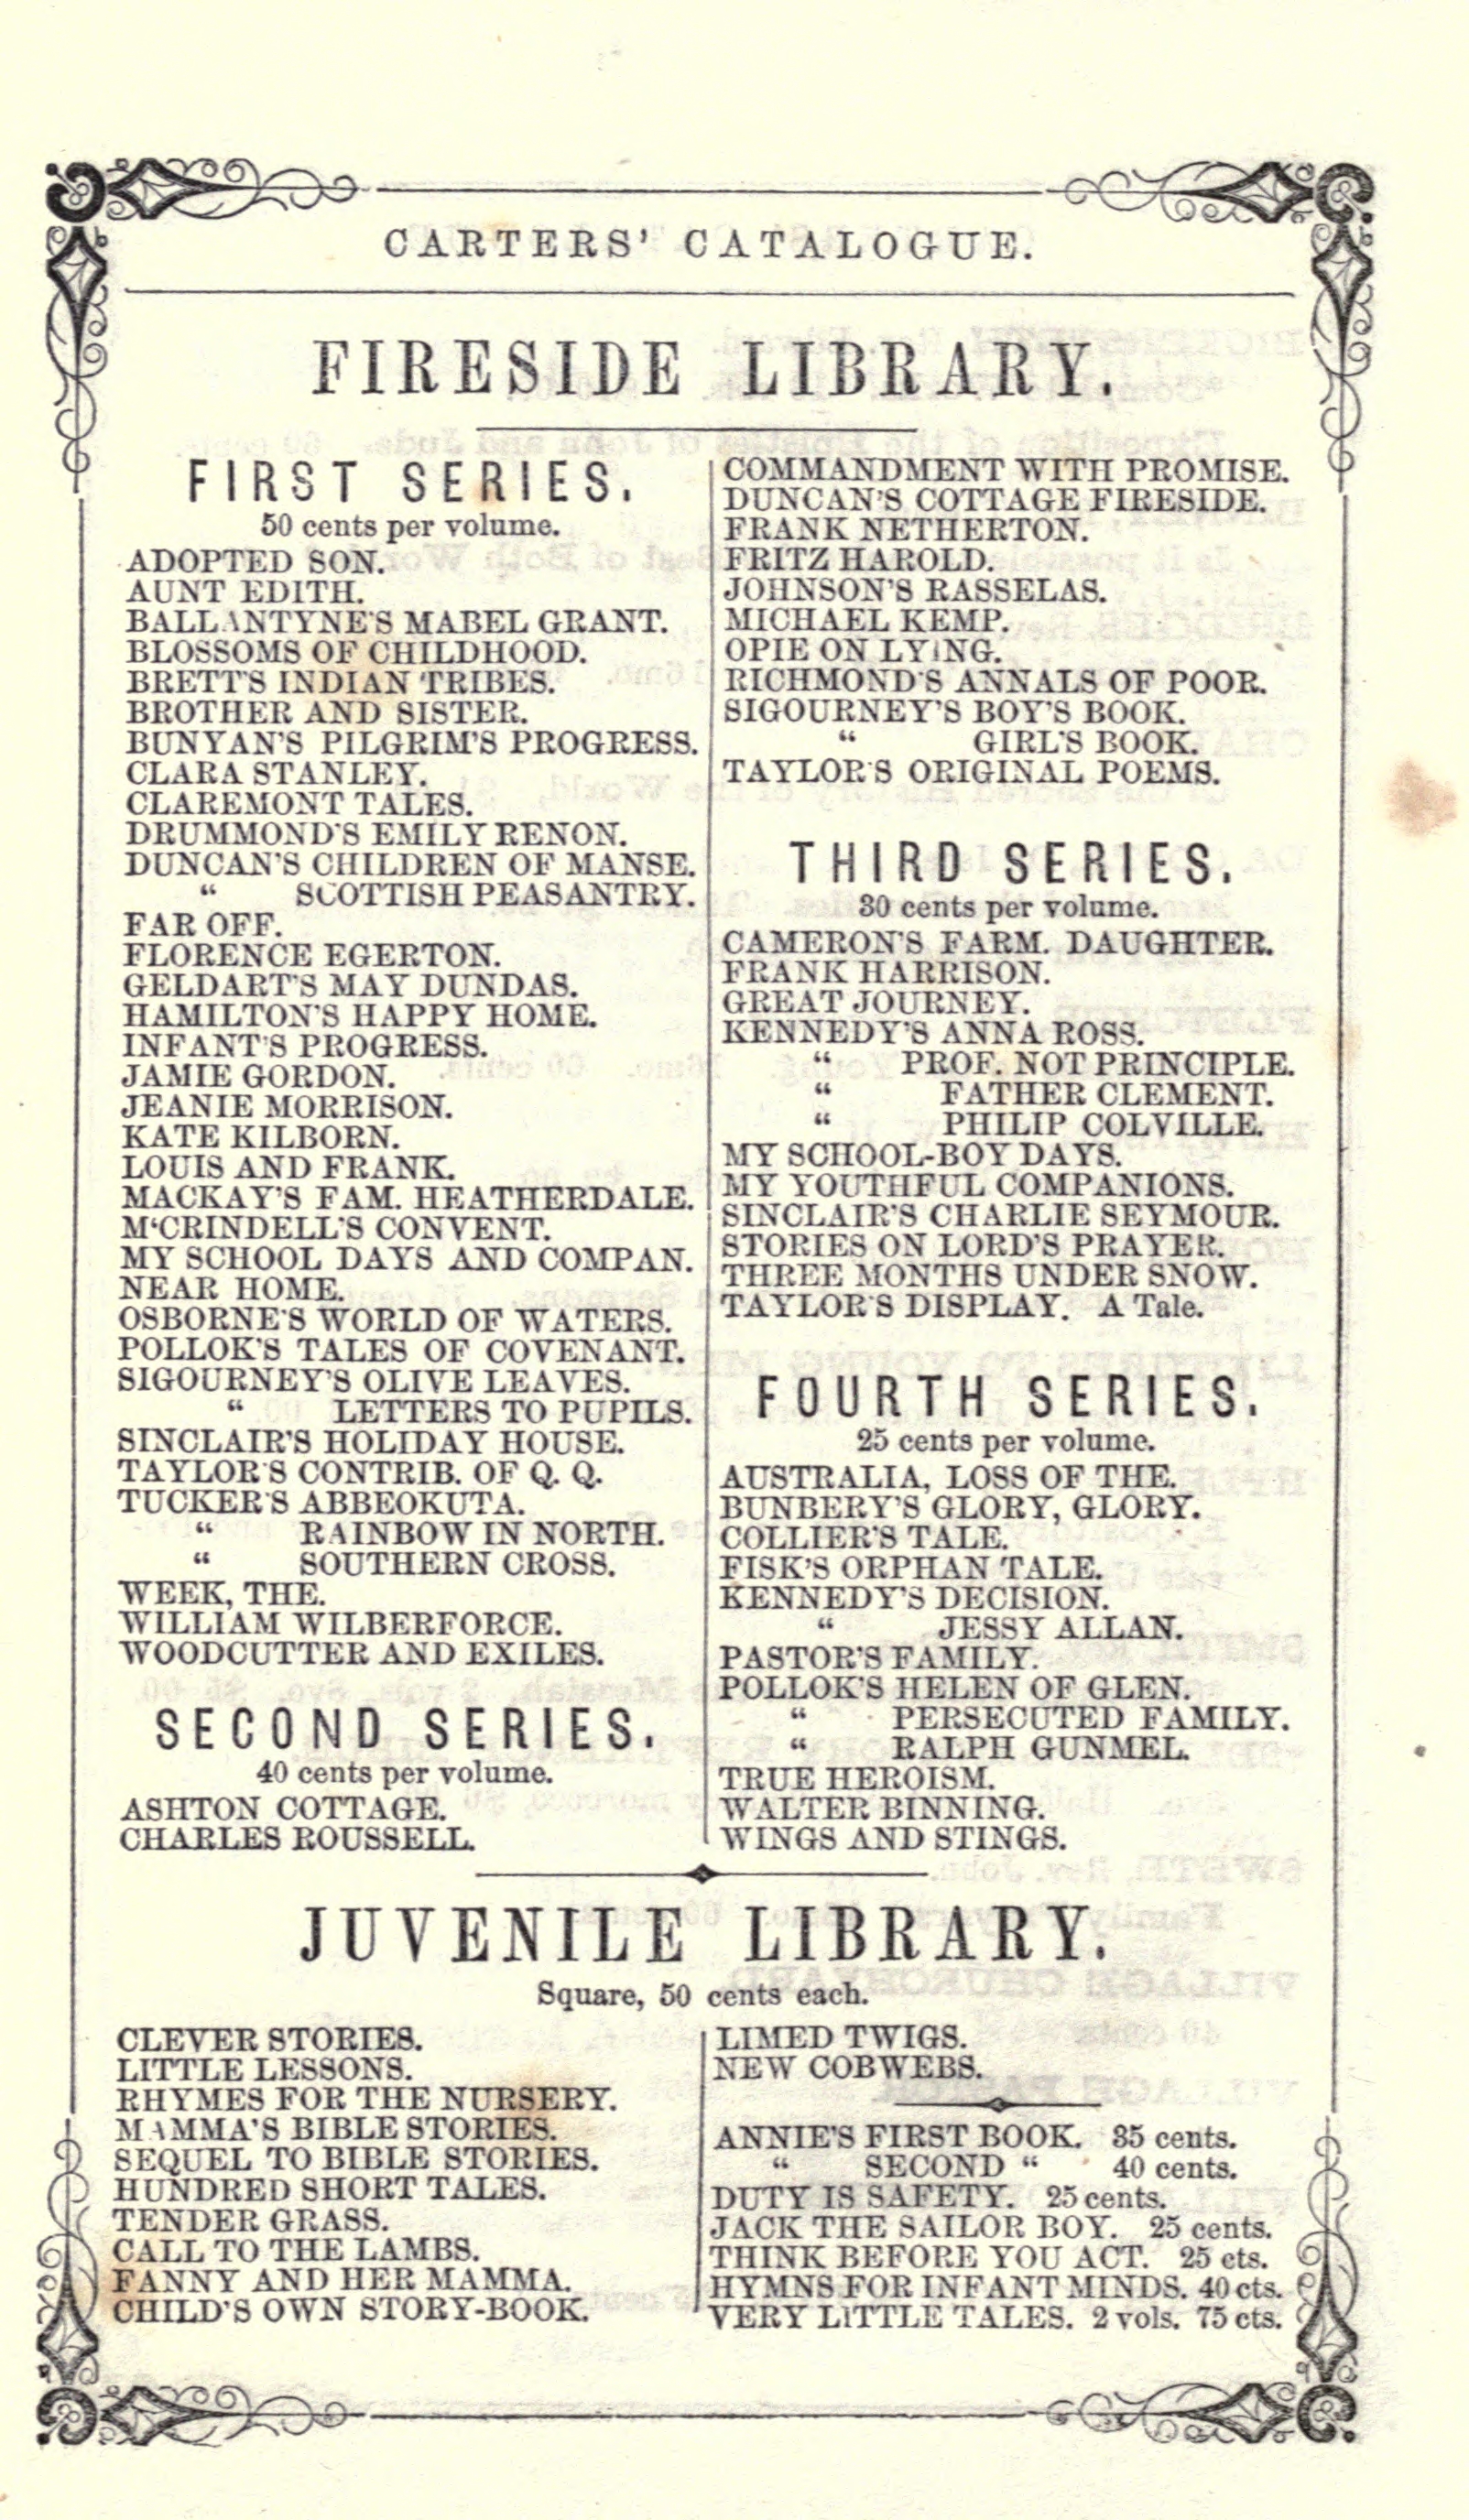 CARTERS' CATALOGUE.
FIRESIDE LIBRARY.
FIRST SERIES.
50 cents per volume.
ADOPTED SON.
AUNT EDITH.
BALLANTYNE'S MABEL GRANT.
BLOSSOMS OF CHILDHOOD.
BRETT'S INDIAN TRIBES.
BROTHER AND SISTER.
BUNYAN'S PILGRIM'S PROGRESS.
CLARA STANLEY.
CLAREMONT TALES.
DRUMMOND'S EMILY RENON.
DUNCAN'S CHILDREN OF MANSE.
“ SCOTTISH PEASANTRY.
FAR OFF.
FLORENCE EGERTON.
GELDART'S MAY DUNDAS.
HAMILTON'S HAPPY HOME.
INFANT'S PROGRESS.
JAMIE GORDON.
JEANIE MORRISON.
KATE KILBORN.
LOUIS AND FRANK.
MACKAY'S FAM. HEATHERDALE.
M‘CRINDELL'S CONVENT.
MY SCHOOL DAYS AND COMPAN.
NEAR HOME.
OSBORNE'S WORLD OF WATERS.
POLLOK'S TALES OF COVENANT.
SIGOURNEY'S OLIVE LEAVES.
“ LETTERS TO PUPILS.
SINCLAIR'S HOLIDAY HOUSE.
TAYLOR'S CONTRIB. OF Q. Q.
TUCKER'S ABBEOKUTA.
“ RAINBOW IN NORTH.
“ SOUTHERN CROSS.
WEEK, THE.
WILLIAM WILBERFORCE.
WOODCUTTER AND EXILES.
SECOND SERIES.
40 cents per volume.
ASHTON COTTAGE.
CHARLES ROUSSELL.
COMMANDMENT WITH PROMISE.
DUNCAN'S COTTAGE FIRESIDE.
FRANK NETHERTON.
FRITZ HAROLD.
JOHNSON'S RASSELAS.
MICHAEL KEMP.
OPIE ON LYING.
RICHMOND'S ANNALS OF POOR.
SIGOURNEY'S BOY'S BOOK.
“ GIRL'S BOOK.
TAYLOR'S ORIGINAL POEMS.
THIRD SERIES.
30 cents per volume.
CAMERON'S FARM. DAUGHTER.
FRANK HARRISON.
GREAT JOURNEY.
KENNEDY'S ANNA ROSS.
“ PROF. NOT PRINCIPLE.
“ FATHER CLEMENT.
“ PHILIP COLVILLE.
MY SCHOOL-BOY DAYS.
MY YOUTHFUL COMPANIONS.
SINCLAIR'S CHARLIE SEYMOUR.
STORIES ON LORD'S PRAYER.
THREE MONTHS UNDER SNOW.
TAYLOR'S DISPLAY. A Tale.
FOURTH SERIES.
25 cents per volume.
AUSTRALIA, LOSS OF THE.
BUNBERY'S GLORY, GLORY.
COLLIER'S TALE.
FISK'S ORPHAN TALE.
KENNEDY'S DECISION.
“ JESSY ALLAN.
PASTOR'S FAMILY.
POLLOK'S HELEN OF GLEN.
“ PERSECUTED FAMILY.
“ RALPH GUNMEL.
TRUE HEROISM.
WALTER BINNING.
WINGS AND STINGS.
JUVENILE LIBRARY.
Square, 50 cents each.
CLEVER STORIES.
LITTLE LESSONS.
RHYMES FOR THE NURSERY.
MAMMA'S BIBLE STORIES.
SEQUEL TO BIBLE STORIES.
HUNDRED SHORT TALES.
TENDER GRASS.
CALL TO THE LAMBS.
FANNY AND HER MAMMA.
CHILD'S OWN STORY-BOOK.
LIMED TWIGS.
NEW COBWEBS.
ANNIE'S FIRST BOOK. 35 cents.
“ SECOND “ 40 cents.
DUTY IS SAFETY. 25 cents.
JACK THE SAILOR BOY. 25 cents.
THINK BEFORE YOU ACT. 25 cts.
HYMNS FOR INFANT MINDS. 40 cts.
VERY LITTLE TALES. 2 vols. 75 cts.